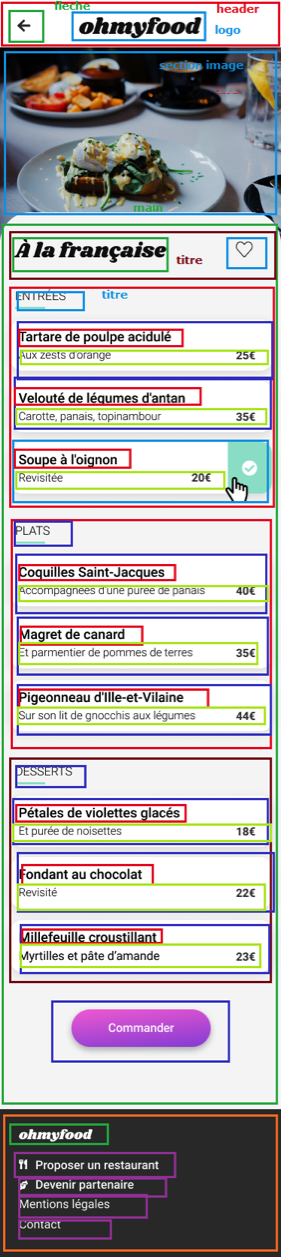 flèche
header
ohmyfood
logo
section image
main
À la française
titre
ENTRÉES
titre
Tartare de poulpe acidulé
Aux zests d'orange 25€
Velouté de légumes d'antan
Carotte, panais, topinambour 35€
Soupe à l'oignon
Revisitée 20€
PLATS
Coquilles Saint-Jacques
Accompagnées d'une purée de panais 40€
Magret de canard
Et parmentier de pommes de terres 35€
Pigeonneau d'Ille-et-Vilaine
Sur son lit de gnocchis aux légumes 44€
DESSERTS
Pétales de violettes glacés
Et purée de noisettes 18€
Fondant au chocolat
Revisité 22€
Millefeuille croustillant
Myrtilles et pâte d'amande 23€
Commander
ohmyfood
Proposer un restaurant
Devenir partenaire
Mentions légales
Contact